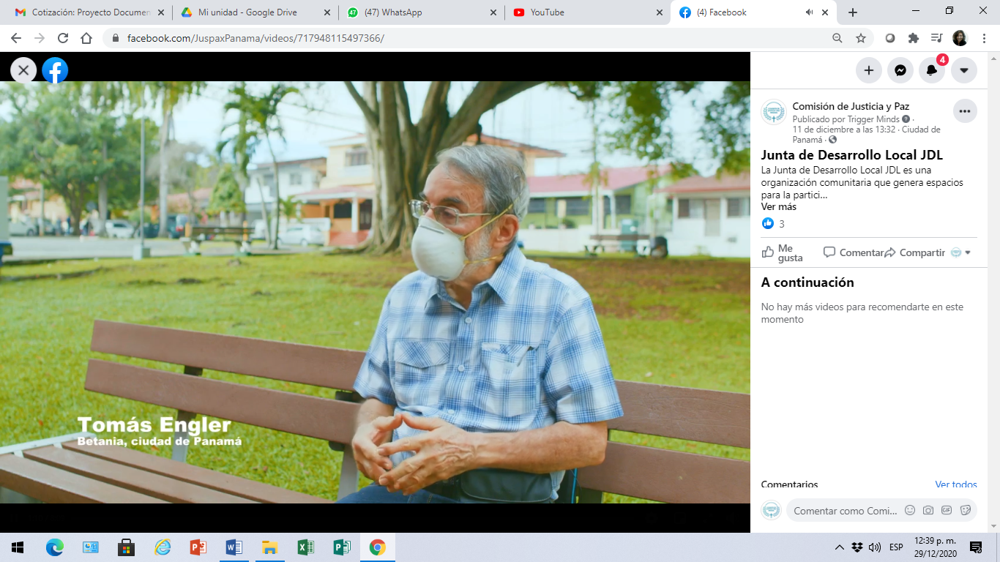 Cotización: Proyecto Documen
Mi unidad - Google Drive
47
(47) WhatsApp
YouTube
(4) Facebook
facebook.com/JuspaxPanama/videos/717948115497366/
4
Comisión de Justicia y Paz
Publicado por Trigger Minds ·
11 de diciembre a las 13:32 · Ciudad de
Panamá ·
Junta de Desarrollo Local JDL
La Junta de Desarrollo Local JDL es una
organización comunitaria que genera espacios
para la partici...
Ver más
3
Me gusta
Comentar
Compartir
A continuación
No hay más videos para recomendarte en este
momento
Tomás Engler
Betania, ciudad de Panamá
Comentarios
Ver todos
Comentar como Comi...
GIF
ESP
12:39 p. m.
29/12/2020